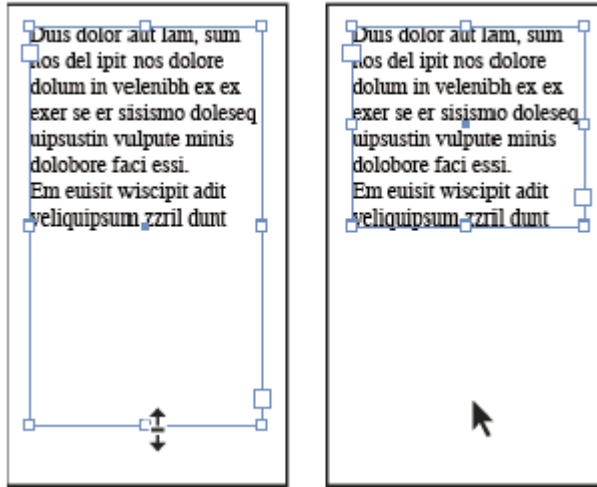 Duis dolor aut lam, sum
nos del ipit nos dolore
dolum in velenibh ex ex
exer se er sisismo doleseq
uipsustin vulpute minis
dolobore faci essi.
Em euisit wiscipit adit
veliquipsum zzril dunt
Duis dolor aut lam, sum
nos del ipit nos dolore
dolum in velenibh ex ex
exer se er sisismo doleseq
uipsustin vulpute minis
dolobore faci essi.
Em euisit wiscipit adit
veliquipsum zzril dunt